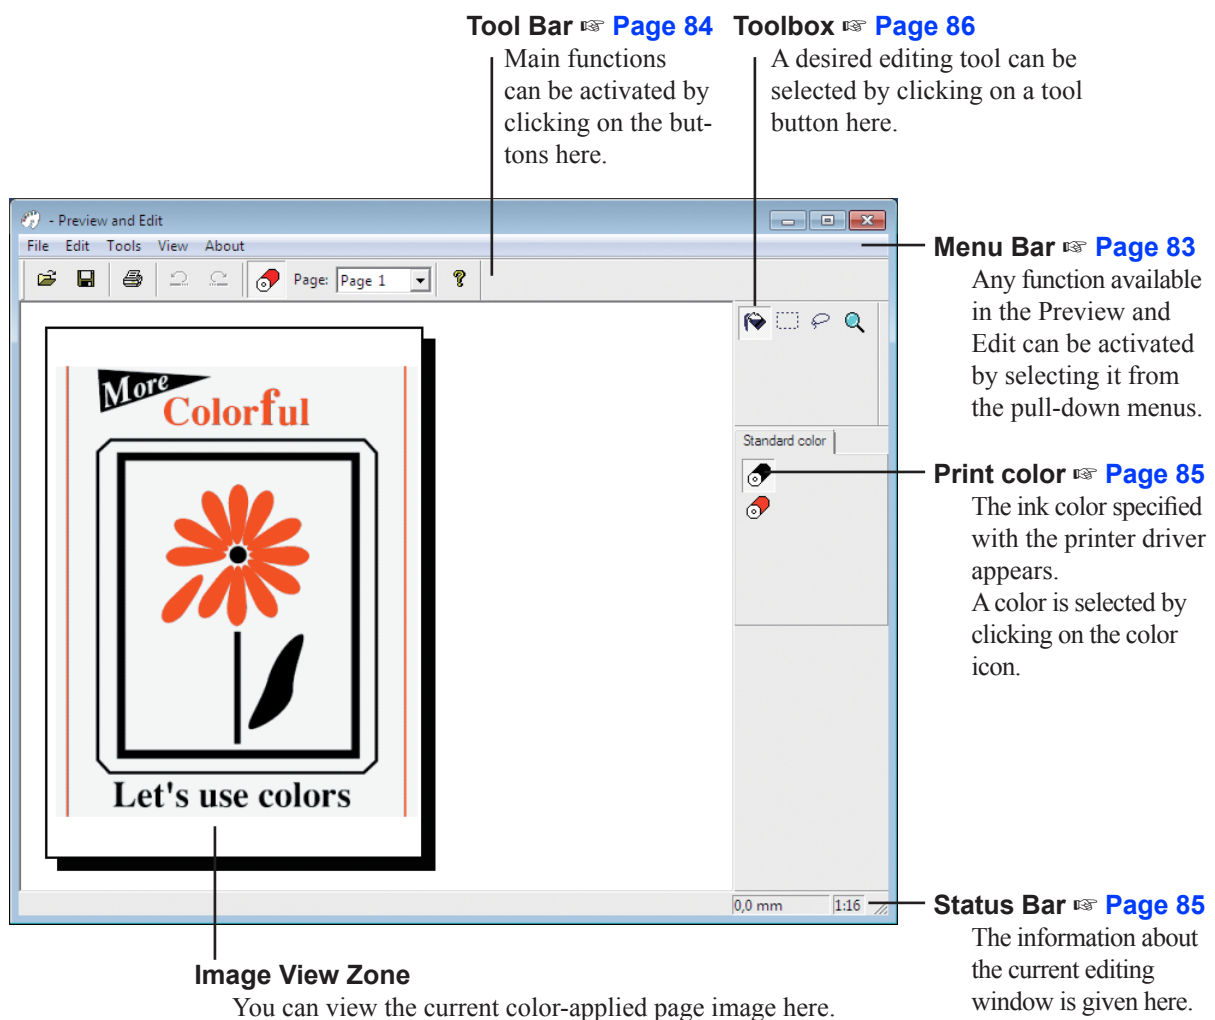 Tool Bar ☞ Page 84
Main functions
can be activated by
clicking on the but-
tons here.
Toolbox ☞ Page 86
A desired editing tool can be
selected by clicking on a tool
button here.
- Preview and Edit
File Edit Tools View About
Page: Page 1
?
More
Colorful
Let's use colors
Standard color
0,0 mm 1:16
Menu Bar ☞ Page 83
Any function available
in the Preview and
Edit can be activated
by selecting it from
the pull-down menus.
Print color ☞ Page 85
The ink color specified
with the printer driver
appears.
A color is selected by
clicking on the color
icon.
Status Bar ☞ Page 85
The information about
the current editing
window is given here.
Image View Zone
You can view the current color-applied page image here.